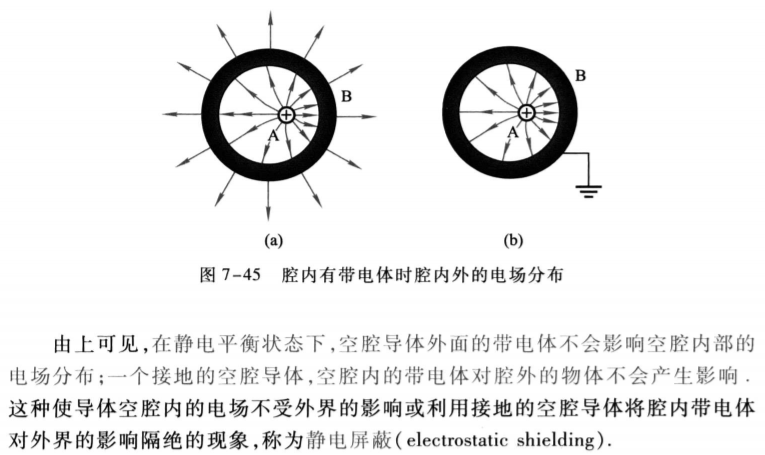 B
A
B
A
(a)
(b)
图 7-45 腔内有带电体时腔内外的电场分布
由上可见,在静电平衡状态下,空腔导体外面的带电体不会影响空腔内部的
电场分布;一个接地的空腔导体,空腔内的带电体对腔外的物体不会产生影响.
这种使导体空腔内的电场不受外界的影响或利用接地的空腔导体将腔内带电体
对外界的影响隔绝的现象,称为静电屏蔽(electrostatic shielding).